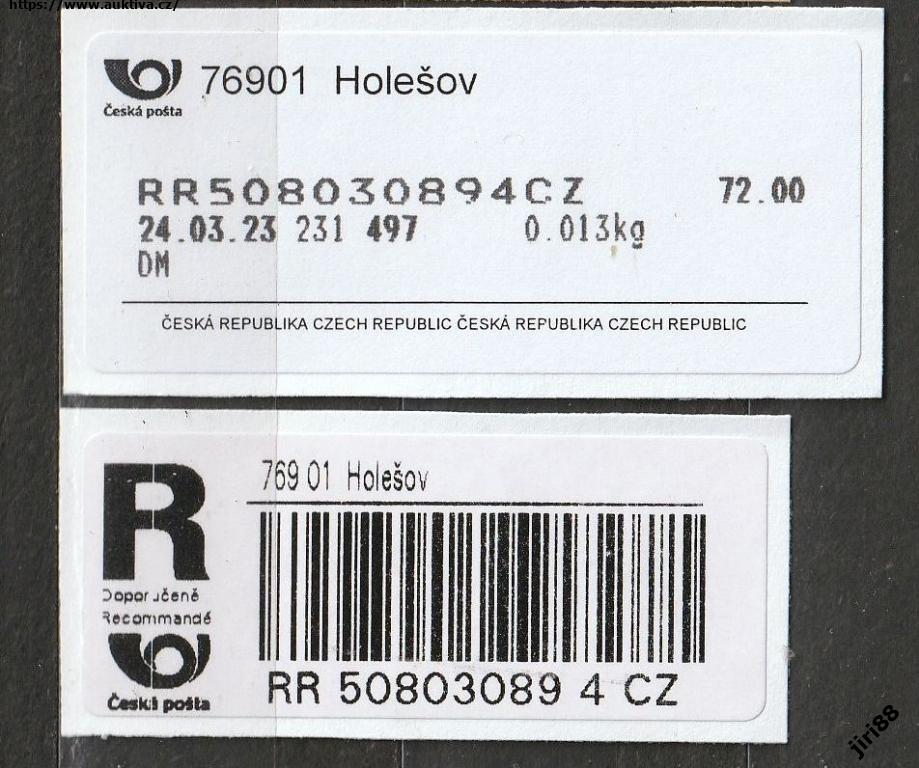 https://www.auktiva.cz/
76901 Holešov
Česká pošta
RR508030894CZ 72.00
24.03.23 231 497 0.013kg
DM
ČESKÁ REPUBLIKA CZECH REPUBLIC ČESKÁ REPUBLIKA CZECH REPUBLIC
R
769 01 Holešov
Doporučeně
Recommandé
Česká pošta
RR 50803089 4 CZ
jiri88